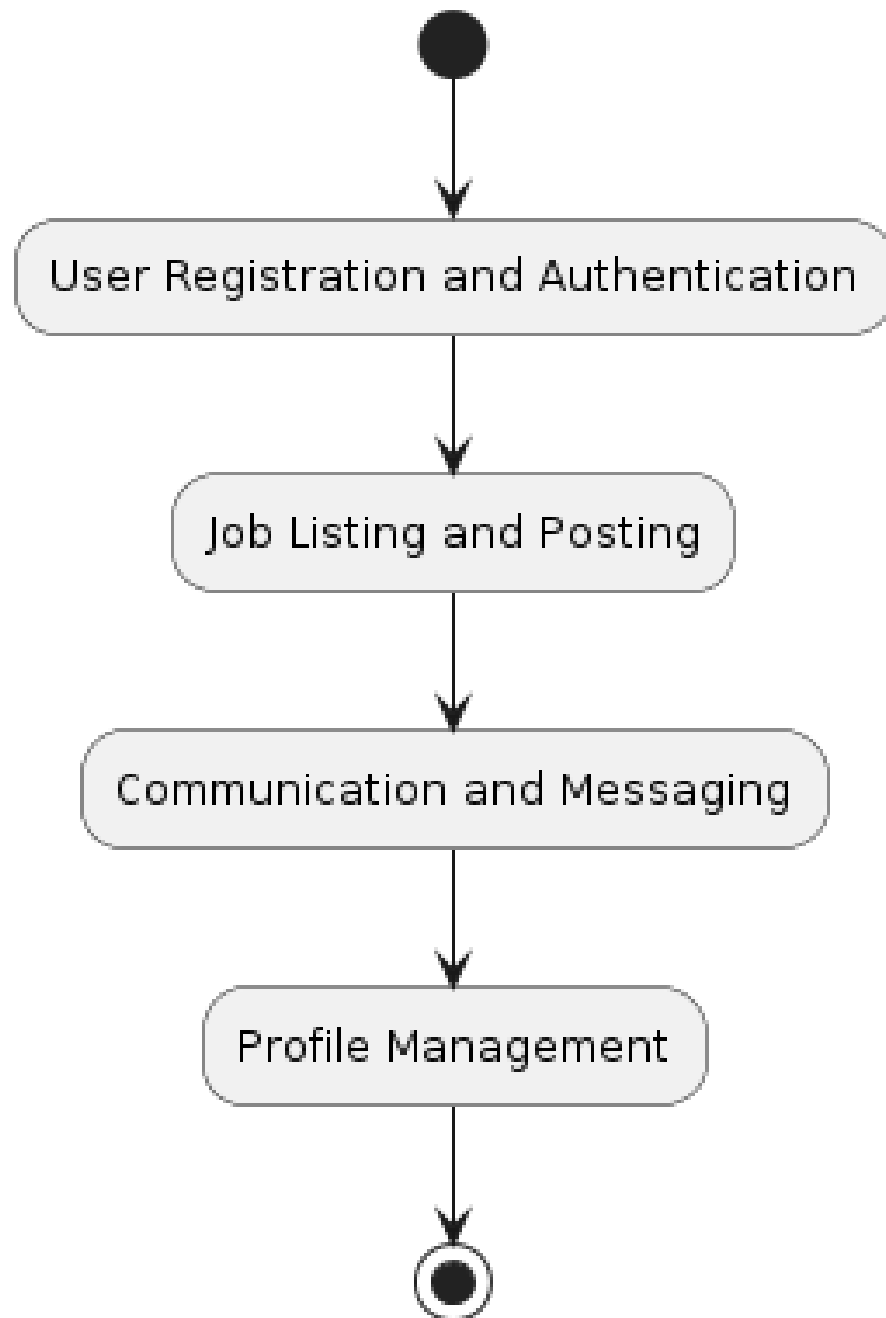 User Registration and Authentication
Job Listing and Posting
Communication and Messaging
Profile Management